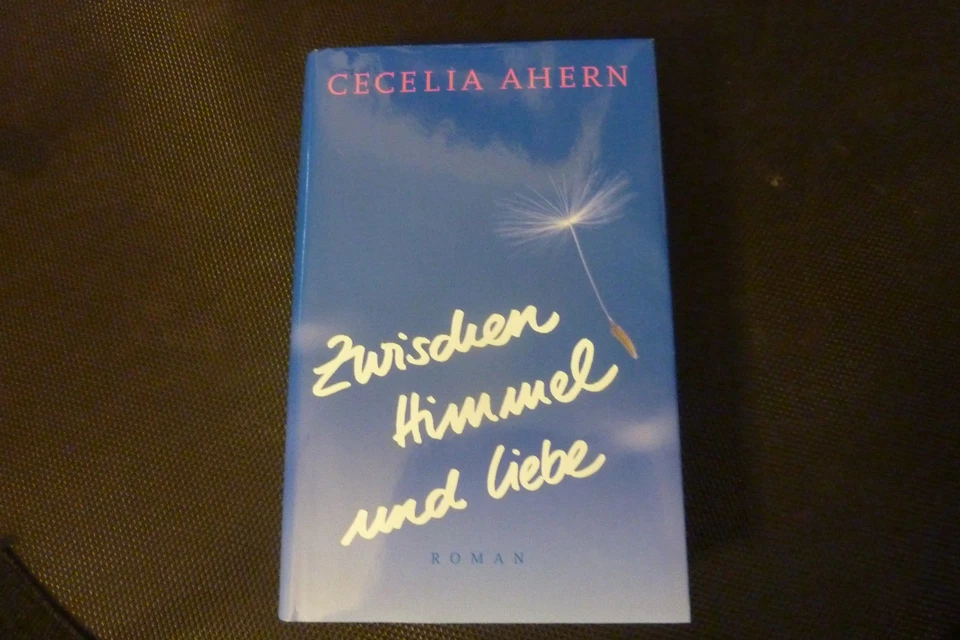 CECELIA AHERN
Zwischen
Himmel
und Liebe
ROMAN